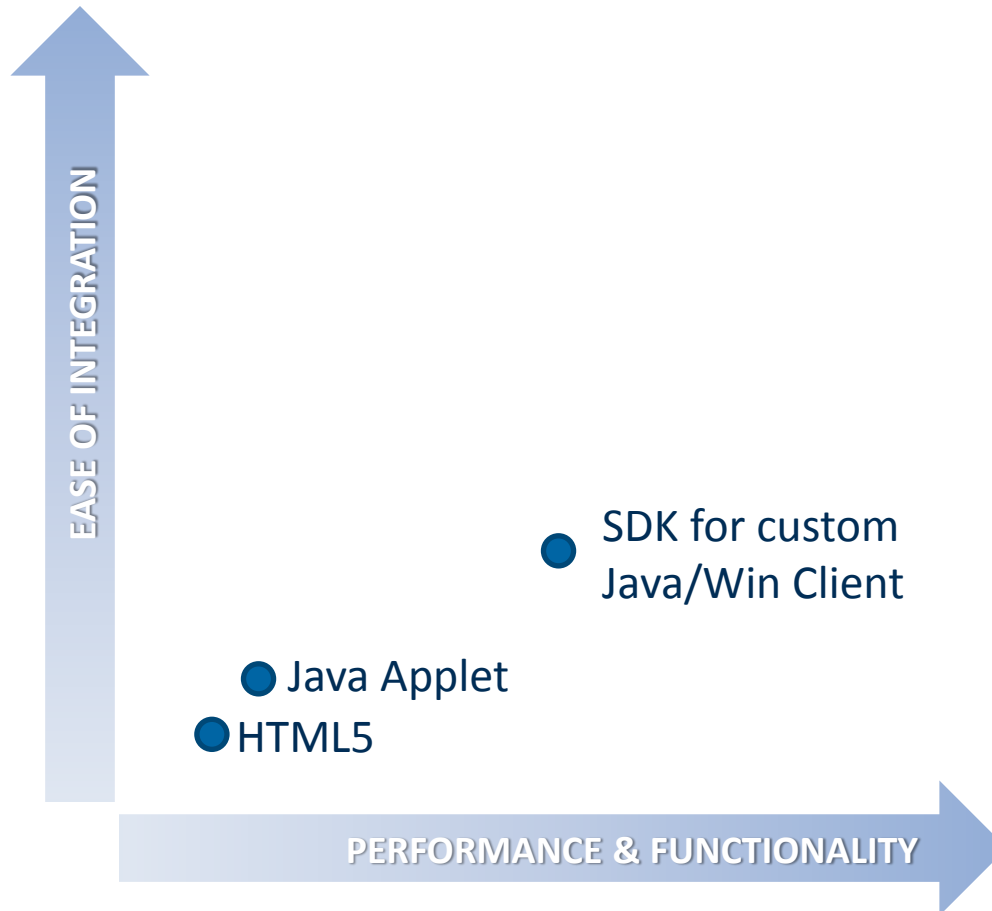 EASE OF INTEGRATION
SDK for custom
Java/Win Client
Java Applet
HTML5
PERFORMANCE & FUNCTIONALITY